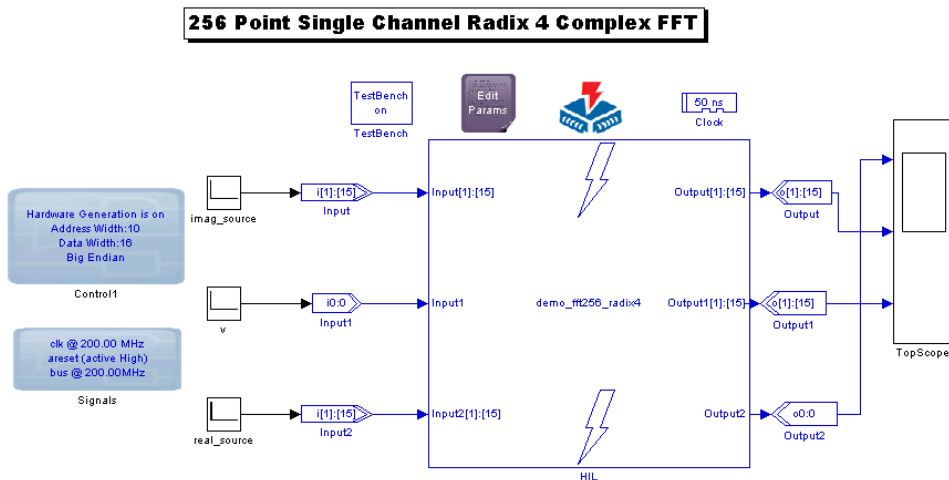 256 Point Single Channel Radix 4 Complex FFT
TestBench
on
TestBench
Edit
Params
50 ns
Clock
imag_source
i[1]:[15]
Input
Input[1]:[15]
Output[1]:[15]
o[1]:[15]
Output
Hardware Generation is on
Address Width:10
Data Width:16
Big Endian
Control1
v
i0:0
Input1
Input1
demo_fft256_radix4
Output1[1]:[15]
o[1]:[15]
Output1
TopScope
clk @ 200.00 MHz
areset (active High)
bus @ 200.00MHz
Signals
real_source
i[1]:[15]
Input2
Input2[1]:[15]
Output2
o0:0
Output2
HIL